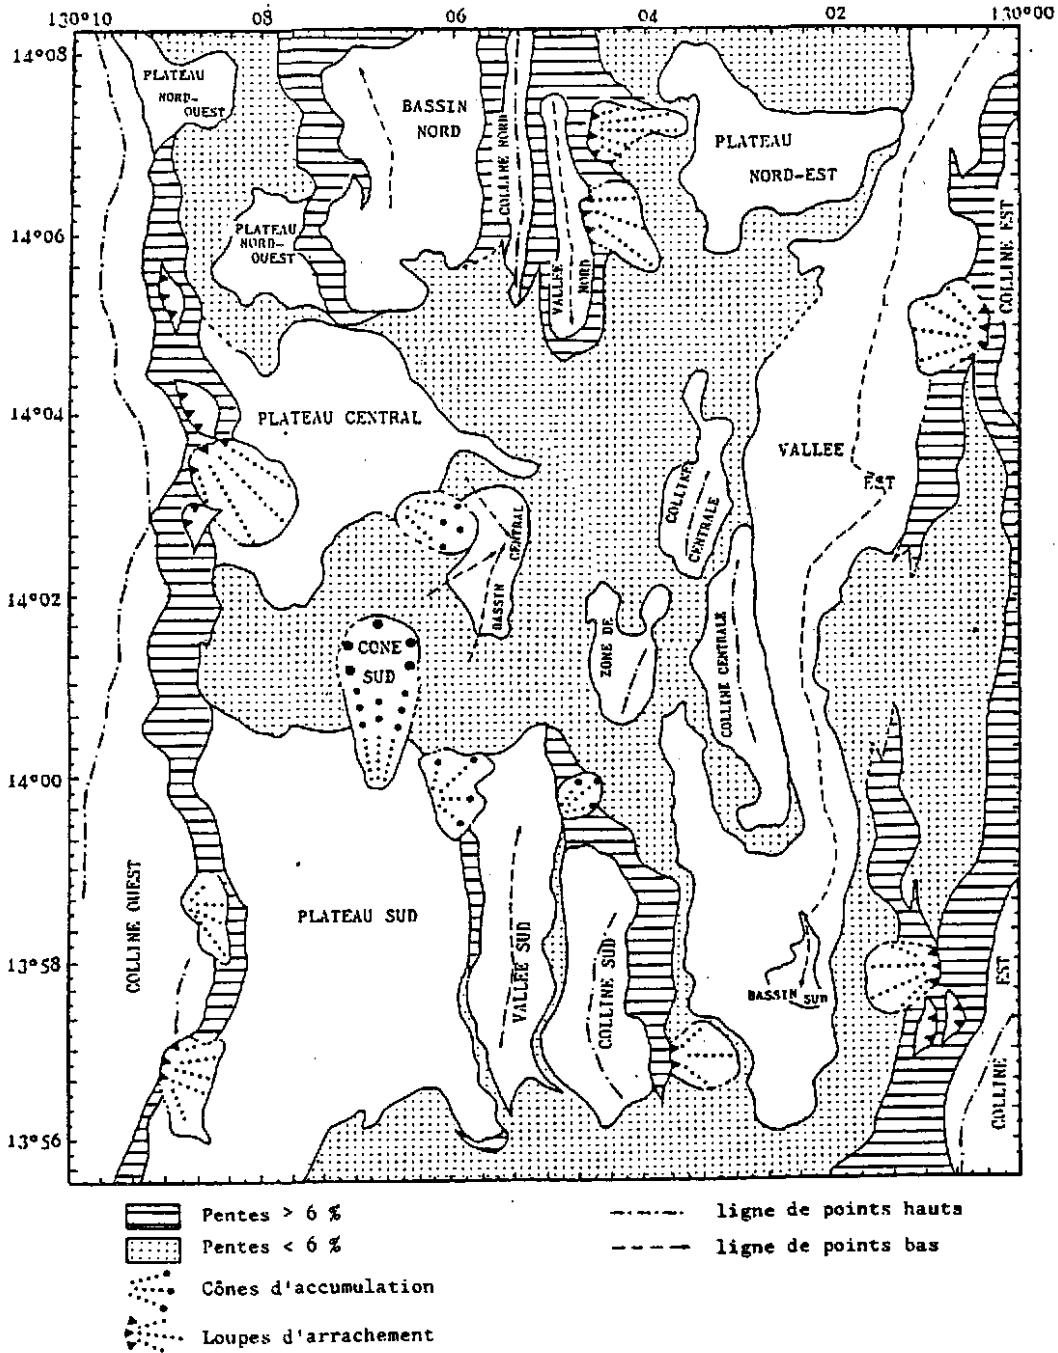 130°10 08 06 04 02 130°00
14°08
14°06
14°04
14°02
14°00
13°58
13°56
PLATEAU
NORD-
OUEST
BASSIN
NORD
COLLINE NORD
PLATEAU
NORD-EST
PLATEAU
NORD-
OUEST
VALLEE
NORD
COLLINE EST
PLATEAU CENTRAL
VALLEE
EST
COLLINE
CENTRALE
BASSIN
CENTRAL
CONE
SUD
ZONE DE
COLLINE CENTRALE
COLLINE OUEST
PLATEAU SUD
VALLEE SUD
COLLINE SUD
BASSIN SUD
COLLINE
EST
Pentes > 6 %
Pentes < 6 %
Cônes d'accumulation
Loupes d'arrachement
ligne de points hauts
ligne de points bas